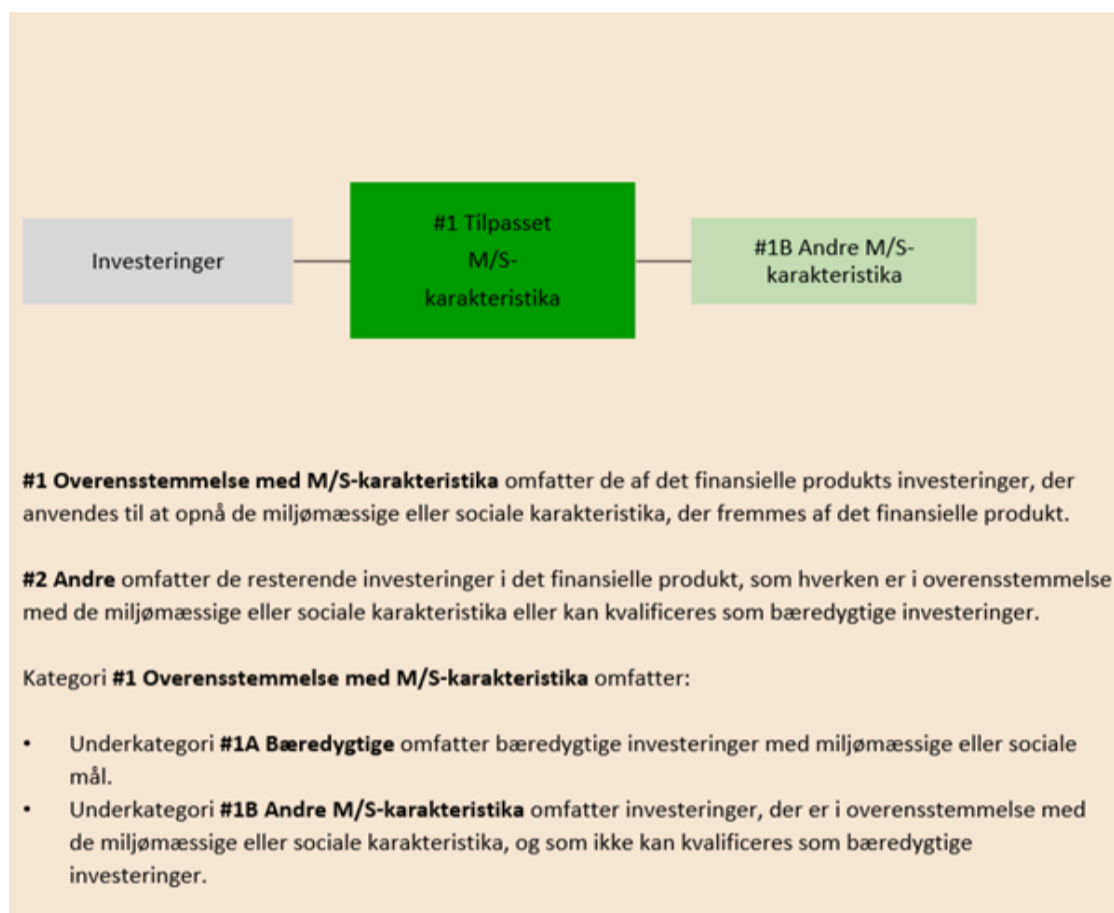 Investeringer
#1 Tilpasset
M/S-
karakteristika
#1B Andre M/S-
karakteristika
#1 Overensstemmelse med M/S-karakteristika omfatter de af det finansielle produkts investeringer, der
anvendes til at opnå de miljømæssige eller sociale karakteristika, der fremmes af det finansielle produkt.
#2 Andre omfatter de resterende investeringer i det finansielle produkt, som hverken er i overensstemmelse
med de miljømæssige eller sociale karakteristika eller kan kvalificeres som bæredygtige investeringer.
Kategori #1 Overensstemmelse med M/S-karakteristika omfatter:
• Underkategori #1A Bæredygtige omfatter bæredygtige investeringer med miljømæssige eller sociale
mål.
• Underkategori #1B Andre M/S-karakteristika omfatter investeringer, der er i overensstemmelse med
de miljømæssige eller sociale karakteristika, og som ikke kan kvalificeres som bæredygtige
investeringer.